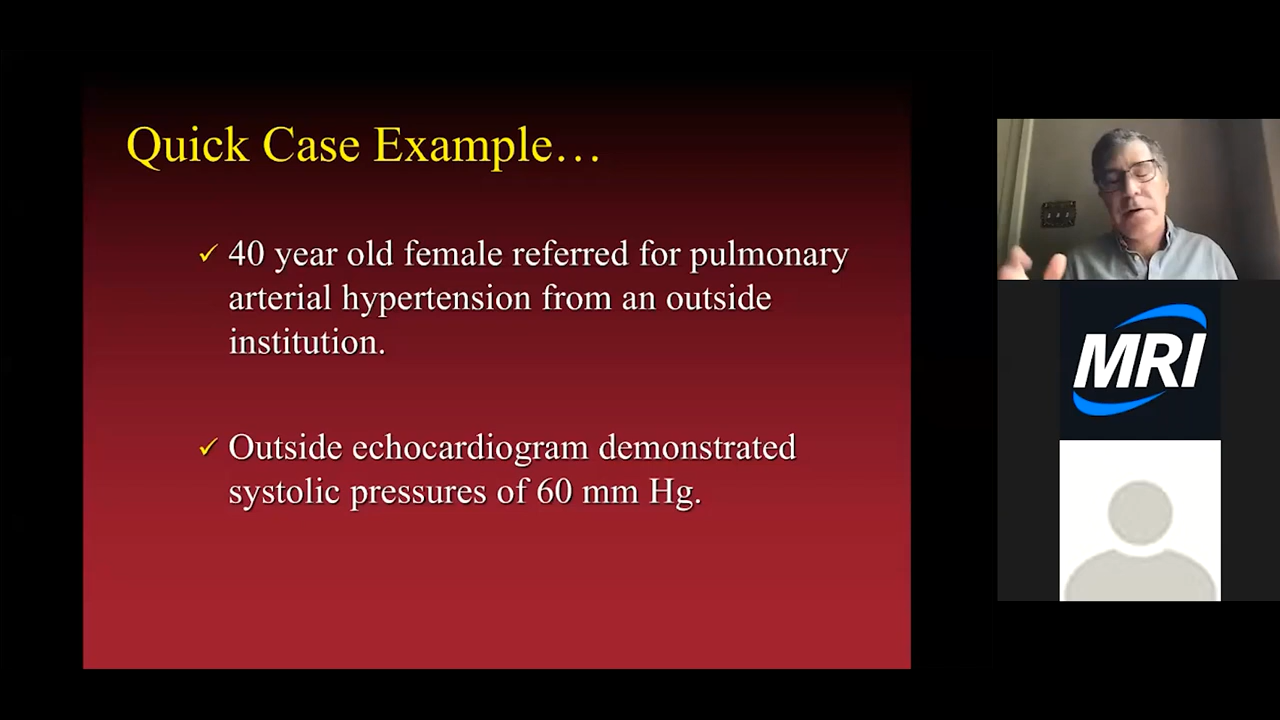 Quick Case Example…
✓ 40 year old female referred for pulmonary
arterial hypertension from an outside
institution.
✓ Outside echocardiogram demonstrated
systolic pressures of 60 mm Hg.
MRI